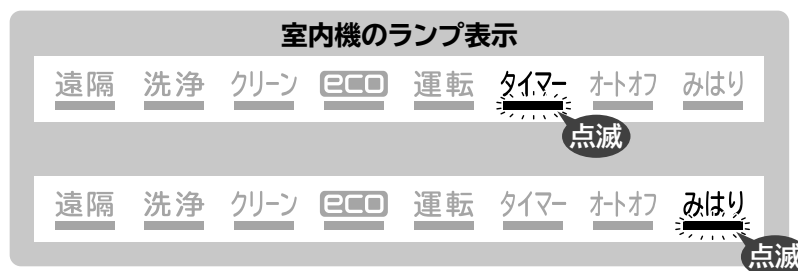 室内機のランプ表示
遠隔 洗浄 クリーン eco 運転 タイマー オートオフ みはり
点滅
遠隔 洗浄 クリーン eco 運転 タイマー オートオフ みはり
点滅